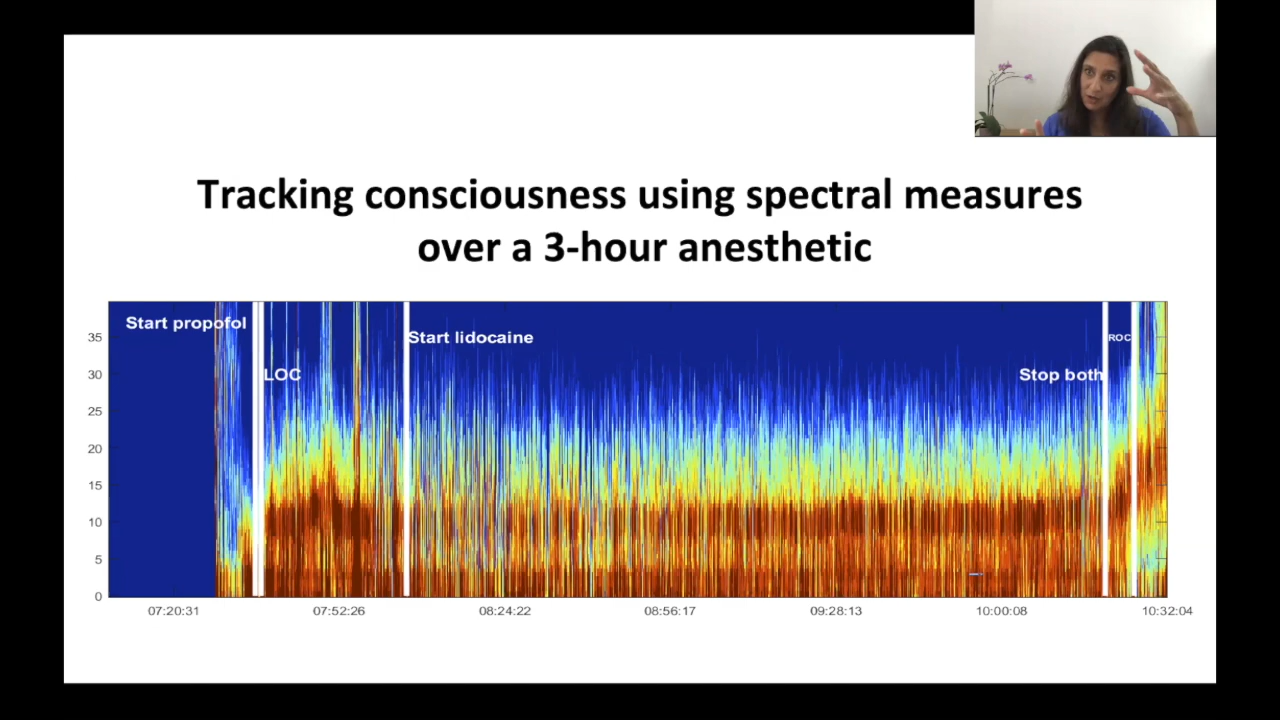 Tracking consciousness using spectral measures
over a 3-hour anesthetic
Start propofol
LOC
Start lidocaine
Stop both
ROC
35
30
25
20
15
10
5
0
07:20:31
07:52:26
08:24:22
08:56:17
09:28:13
10:00:08
10:32:04